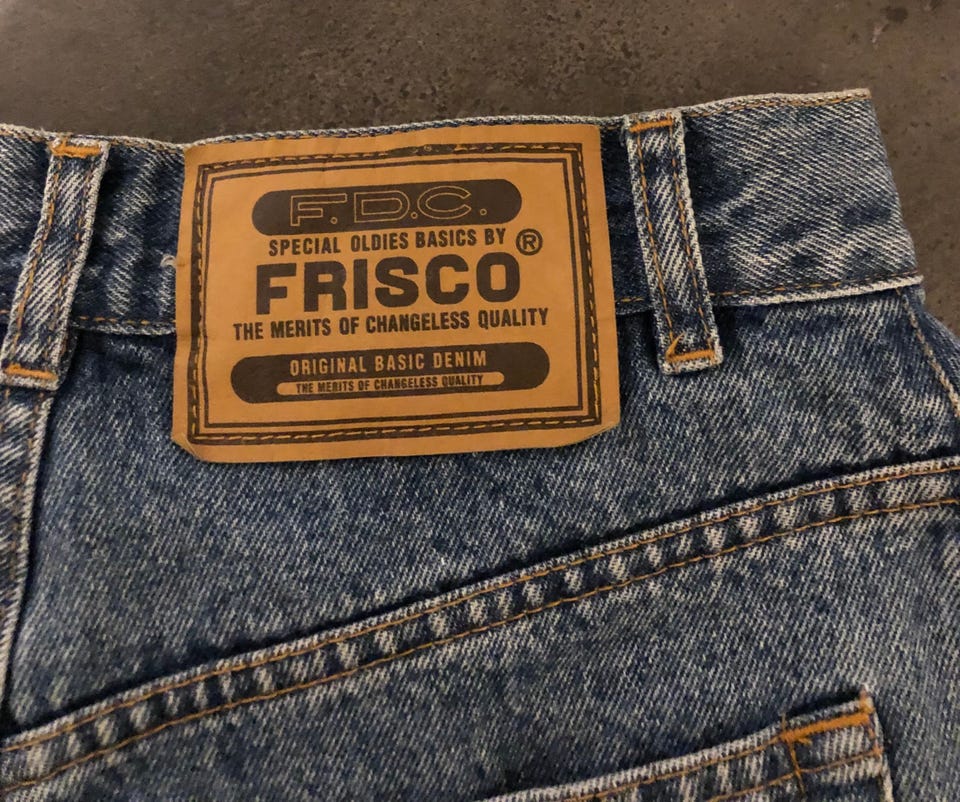 F.D.C.
SPECIAL OLDIES BASICS BY ®
FRISCO
THE MERITS OF CHANGELESS QUALITY
ORIGINAL BASIC DENIM
THE MERITS OF CHANGELESS QUALITY